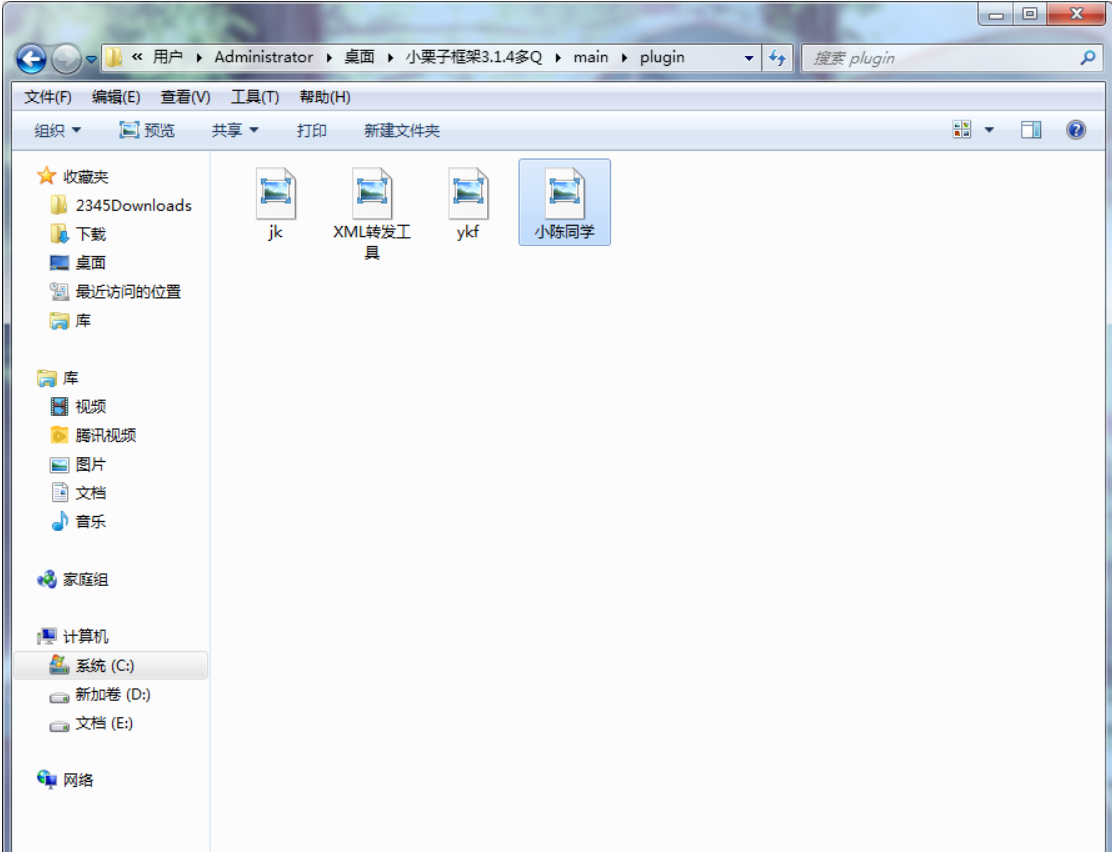 « 用户 Administrator 桌面 小栗子框架3.1.4多Q main plugin 搜索 plugin
文件(F) 编辑(E) 查看(V) 工具(T) 帮助(H)
组织 预览 共享 打印 新建文件夹
收藏夹
2345Downloads
下载
桌面
最近访问的位置
库
库
视频
腾讯视频
图片
文档
音乐
家庭组
计算机
系统 (C:)
新加卷 (D:)
文档 (E:)
网络
jk
XML转发工
具
ykf
小陈同学